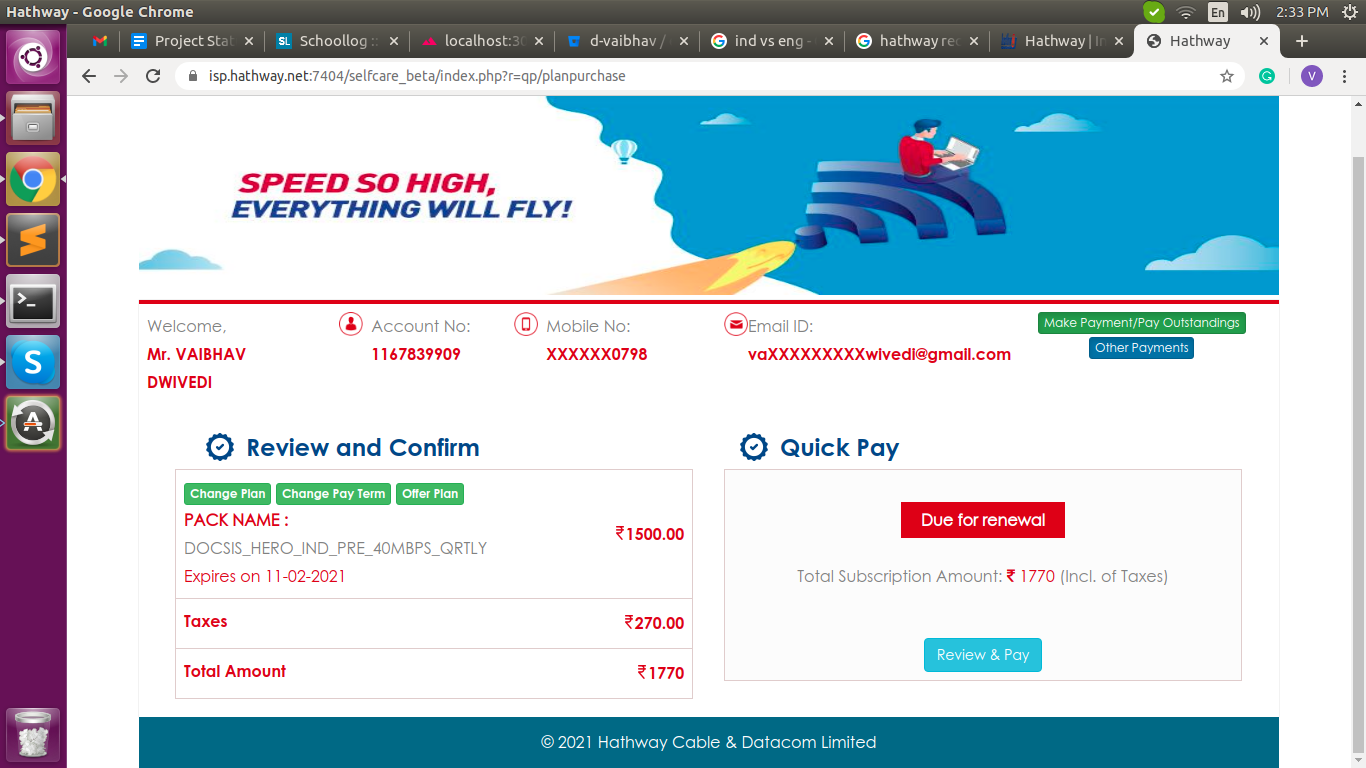 Hathway - Google Chrome
En
2:33 PM
Project Stat
SL Schoollog ::
localhost:30
d-vaibhav /
ind vs eng -
hathway rec
Hathway | In
Hathway
isp.hathway.net:7404/selfcare_beta/index.php?r=qp/planpurchase
V
SPEED SO HIGH,
EVERYTHING WILL FLY!
Welcome,
Mr. VAIBHAV
DWIVEDI
Account No:
1167839909
Mobile No:
XXXXXX0798
Email ID:
vaXXXXXXXXXwivedi@gmail.com
Make Payment/Pay Outstandings
Other Payments
Review and Confirm
Change Plan Change Pay Term Offer Plan
PACK NAME :
₹1500.00
DOCSIS_HERO_IND_PRE_40MBPS_QRTLY
Expires on 11-02-2021
Taxes ₹270.00
Total Amount ₹1770
Quick Pay
Due for renewal
Total Subscription Amount: ₹ 1770 (Incl. of Taxes)
Review & Pay
© 2021 Hathway Cable & Datacom Limited